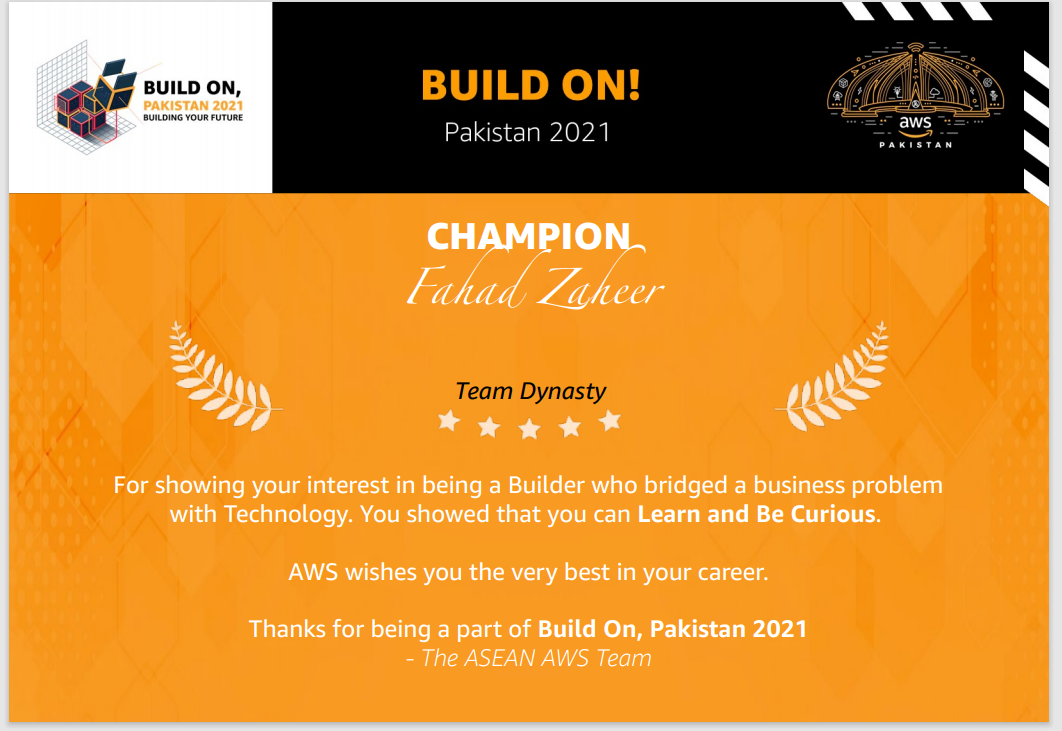 BUILD ON,
PAKISTAN 2021
BUILDING YOUR FUTURE
BUILD ON!
Pakistan 2021
aws
PAKISTAN
CHAMPION
Fahad Zaheer
Team Dynasty
For showing your interest in being a Builder who bridged a business problem
with Technology. You showed that you can Learn and Be Curious.
AWS wishes you the very best in your career.
Thanks for being a part of Build On, Pakistan 2021
- The ASEAN AWS Team